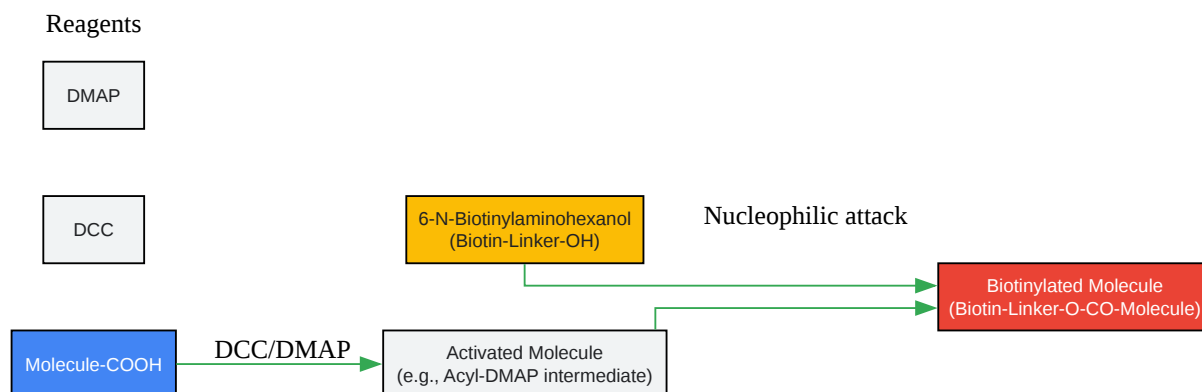 Reagents
DMAP
DCC
6-N-Biotinylaminohexanol
(Biotin-Linker-OH)
Nucleophilic attack
Biotinylated Molecule
(Biotin-Linker-O-CO-Molecule)
Molecule-COOH
DCC/DMAP
Activated Molecule
(e.g., Acyl-DMAP intermediate)